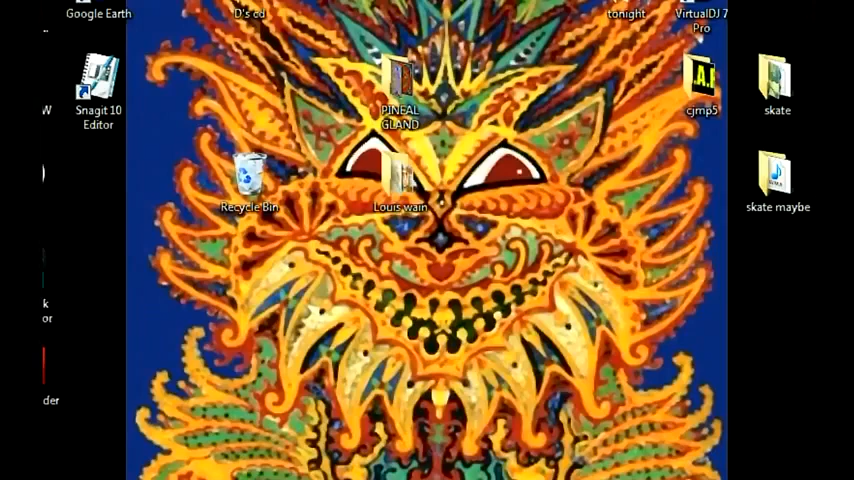 Google Earth
D's cd
tonight
VirtualDJ 7
Pro
W
Snagit 10
Editor
PINEAL
GLAND
cjmp5
skate
Recycle Bin
Louis wain
skate maybe
k
or
der